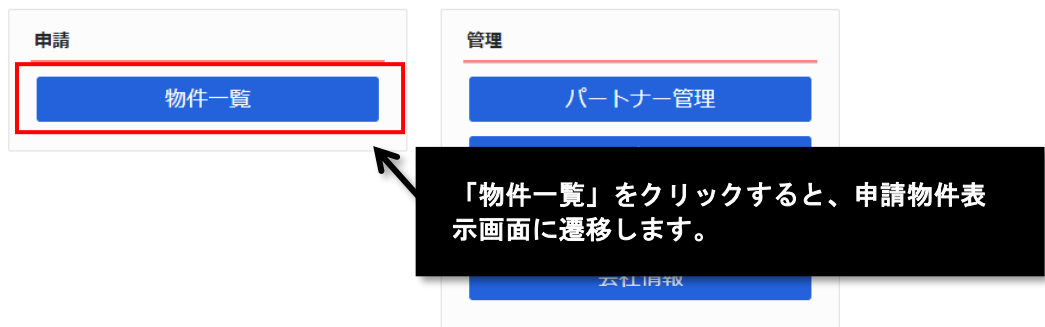 申請
物件一覧
管理
パートナー管理
「物件一覧」をクリックすると、申請物件表
示画面に遷移します。
会社情報